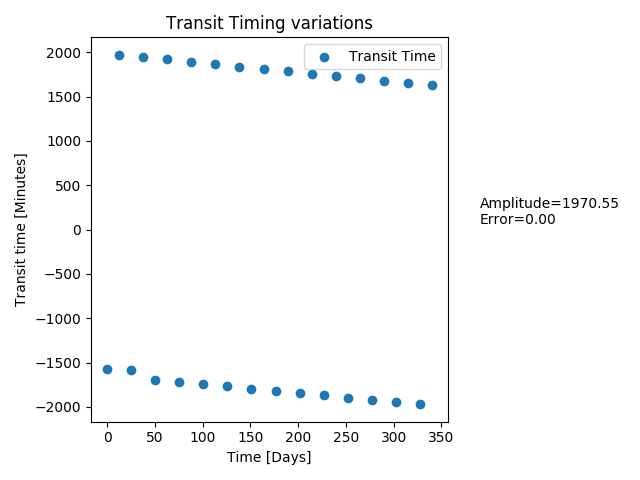 Transit Timing variations
Transit Time
2000
1500
1000
500
0
−500
−1000
−1500
−2000
Transit time [Minutes]
0 50 100 150 200 250 300 350
Time [Days]
Amplitude=1970.55
Error=0.00